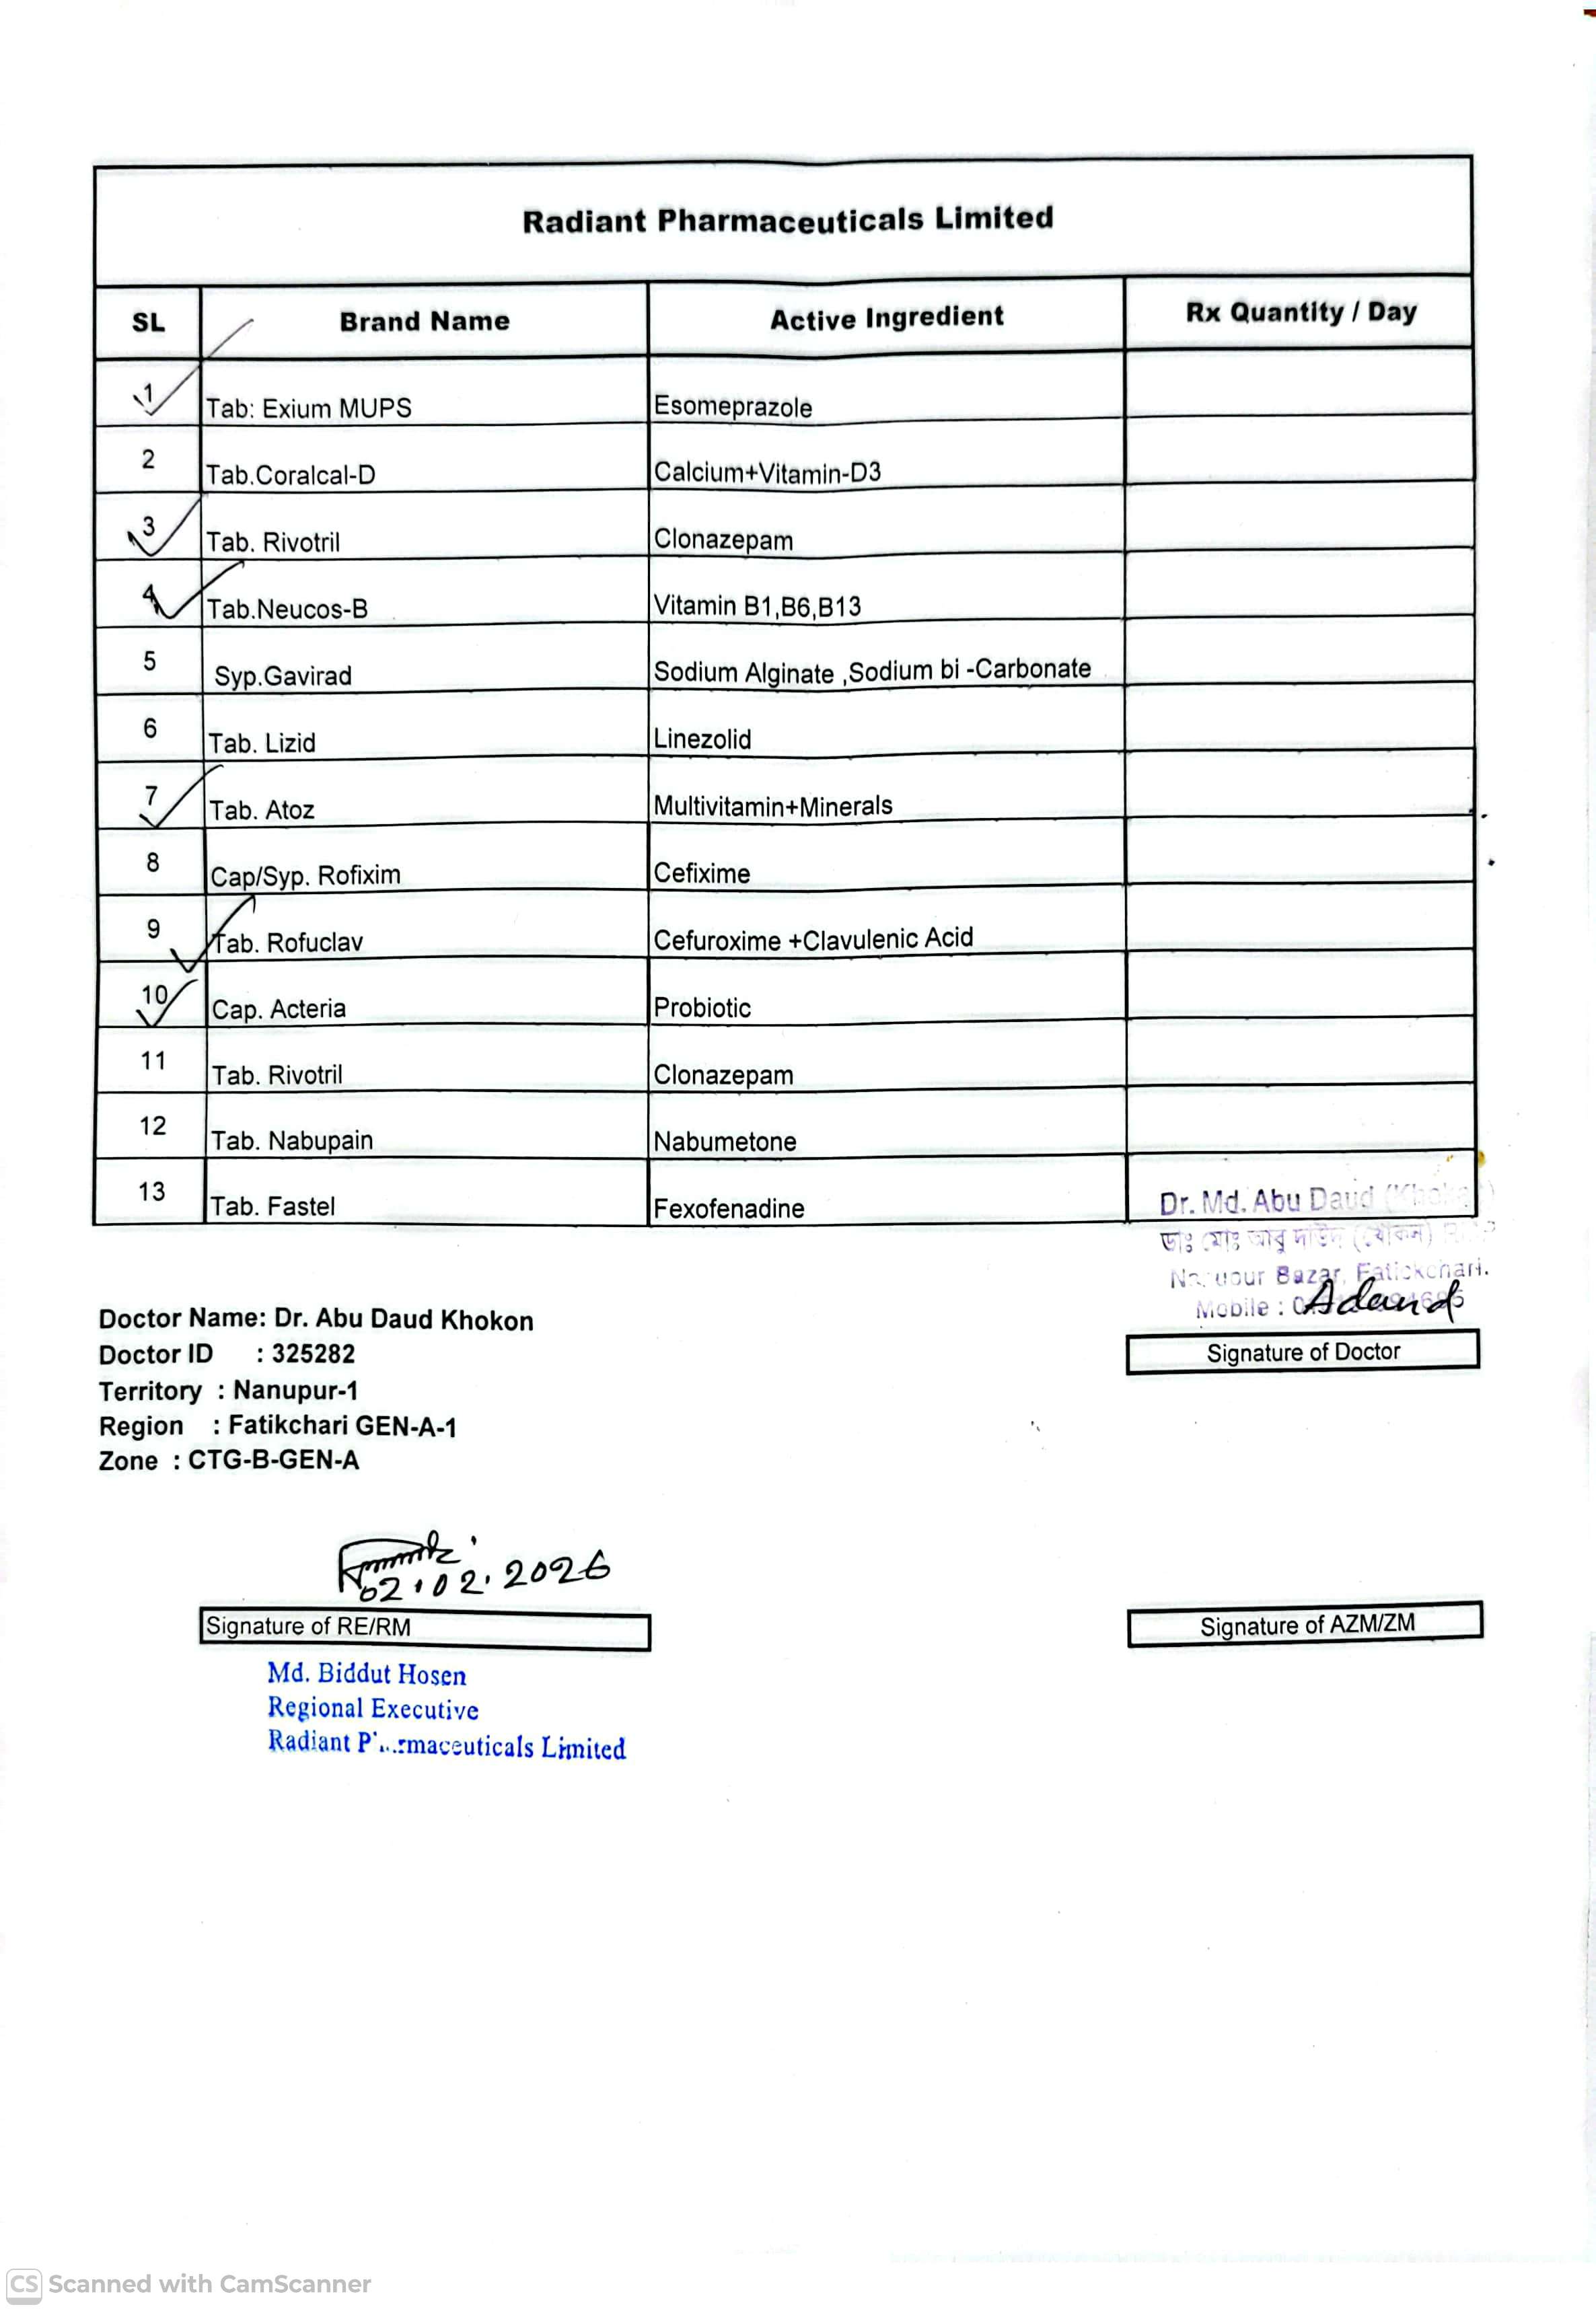 Radiant Pharmaceuticals Limited
SL Brand Name Active Ingredient Rx Quantity / Day
1 Tab: Exium MUPS Esomeprazole
2 Tab.Coralcal-D Calcium+Vitamin-D3
3 Tab. Rivotril Clonazepam
4 Tab.Neucos-B Vitamin B1,B6,B13
5 Syp.Gavirad Sodium Alginate ,Sodium bi -Carbonate
6 Tab. Lizid Linezolid
7 Tab. Atoz Multivitamin+Minerals
8 Cap/Syp. Rofixim Cefixime
9 Tab. Rofuclav Cefuroxime +Clavulenic Acid
10 Cap. Acteria Probiotic
11 Tab. Rivotril Clonazepam
12 Tab. Nabupain Nabumetone
13 Tab. Fastel Fexofenadine
Dr. Md. Abu Daud
ডাঃ মোঃ আবু দাউদ (খোকন)
Bazar, Fatickchari.
Mobile :
Adaud
Signature of Doctor
Doctor Name: Dr. Abu Daud Khokon
Doctor ID : 325282
Territory : Nanupur-1
Region : Fatikchari GEN-A-1
Zone : CTG-B-GEN-A
02.02.2026
Signature of RE/RM
Signature of AZM/ZM
Md. Biddut Hosen
Regional Executive
Radiant Limited
CS Scanned with CamScanner